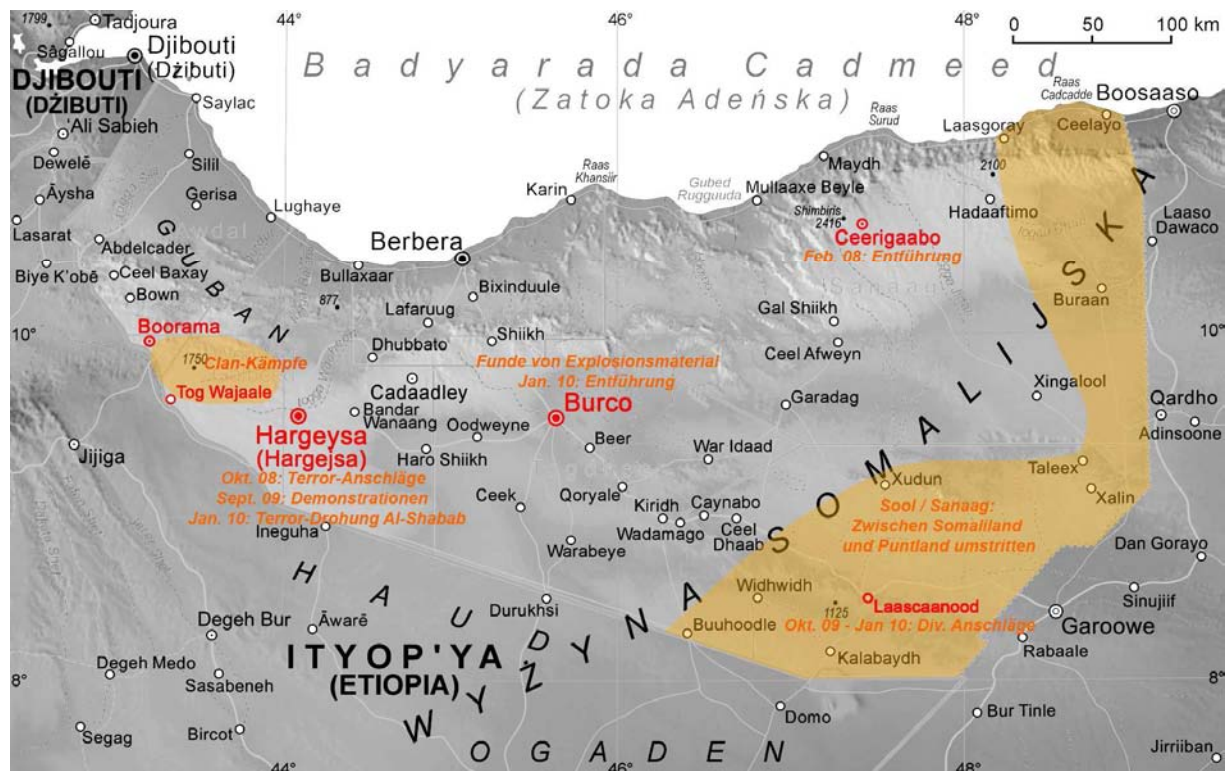 44°
46°
48°
0 50 100 km
1799
Tadjoura
Sāgallou
Djibouti
(Dżibuti)
DJIBOUTI
(DŻIBUTI)
Badyarada Cadmeed
(Zatoka Adeńska)
Saylac
'Ali Sabieh
Dewelē
Silil
Āysha
Gerisa
Lughaye
Lasarat
Abdelcader
Biye K'obē
Ceel Baxay
Bown
GUBAN
Raas
Khansiir
Karin
Gubed
Rugguuda
Mullaaxe Beyle
Maydh
Raas
Surud
Laasgoray
Raas
Cadcadde
Ceelayo
Boosaaso
2100
Hadaaftimo
Shimbiris
2416
Ceerigaabo
Feb. 08: Entführung
Sanaag
Laaso
Dawaco
Berbera
Bullaxaar
877
Bixinduule
Lafaruug
Shiikh
Dhubbato
Gal Shiikh
Ceel Afweyn
Buraan
10°
10°
Boorama
1750
Clan-Kämpfe
Tog Wajaale
Funde von Explosionsmaterial
Jan. 10: Entführung
Burco
Cadaadley
Bandar
Wanaang
Oodweyne
Haro Shiikh
Beer
Garadag
War Idaad
Xingalool
Qardho
Adinsoone
Hargeysa
(Hargejsa)
Okt. 08: Terror-Anschläge
Sept. 09: Demonstrationen
Jan. 10: Terror-Drohung Al-Shabab
Jijiga
Ineguha
Ceek
Qoryale
Kiridh
Wadamago
Caynabo
Ceel
Dhaab
Warabeye
Xudun
Taleex
Xalin
Sool / Sanaag:
Zwischen Somaliland
und Puntland umstritten
Dan Gorayo
Sinujiif
Garoowe
Rabaale
Widhwidh
1125
Laascaanood
Okt. 09 - Jan 10: Div. Anschläge
Buuhoodle
Kalabaydh
Durukhsi
HAUD
WYŻYNA SOMALIJSKA
Degeh Bur
Āwarē
ITYOP'YA
(ETIOPIA)
Degeh Medo
Sasabeneh
8°
8°
Segag
Bircot
Domo
Bur Tinle
Jirriiban
OGADEN
44°
46°
48°